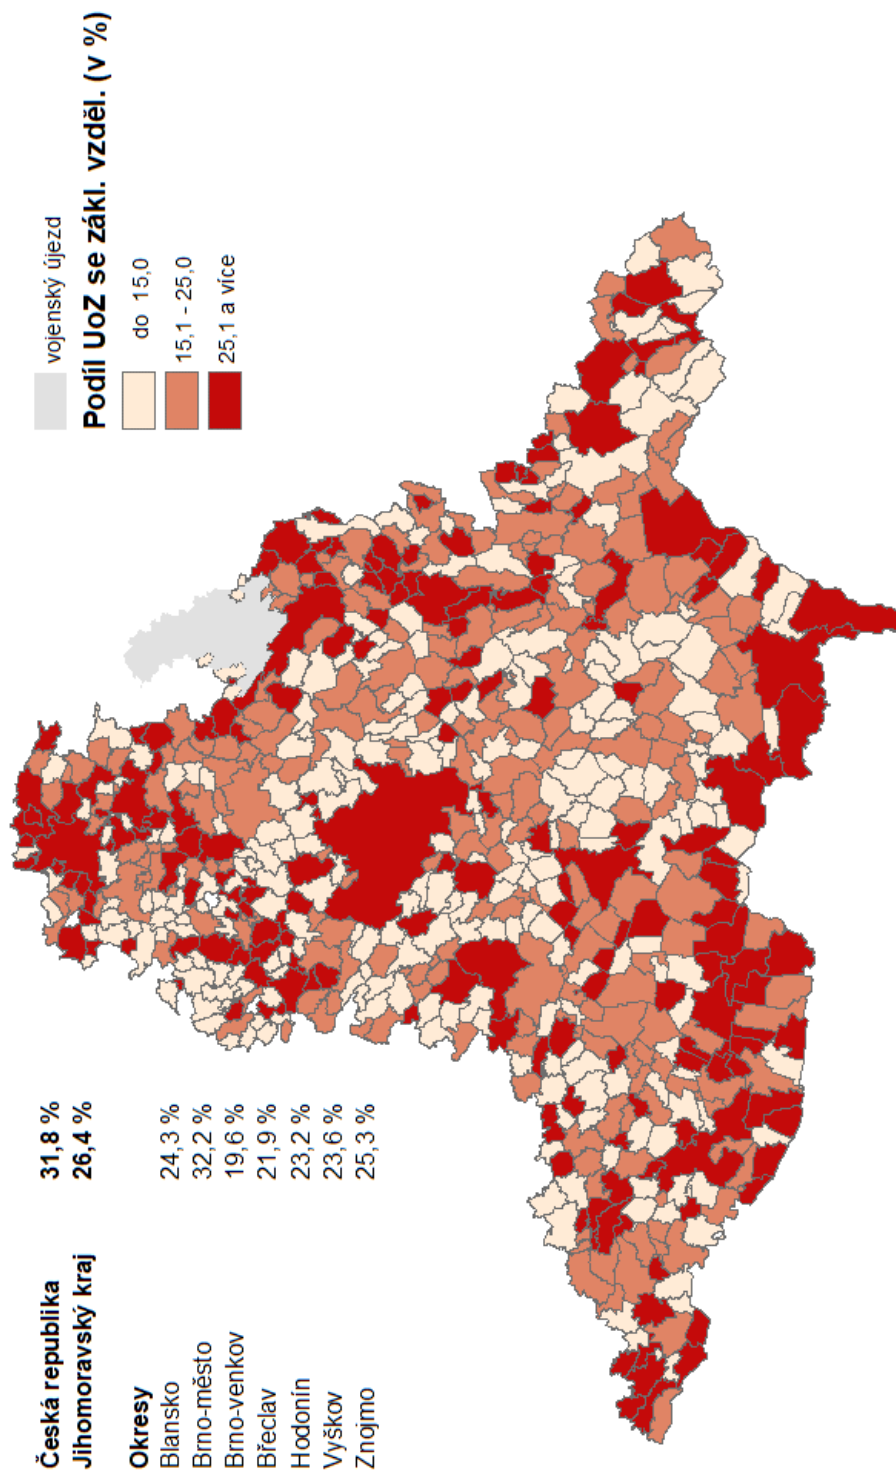 Česká republika 31,8 %
Jihomoravský kraj 26,4 %
Okresy
Blansko 24,3 %
Brno-město 32,2 %
Brno-venkov 19,6 %
Břeclav 21,9 %
Hodonín 23,2 %
Vyškov 23,6 %
Znojmo 25,3 %
vojenský újezd
Podíl UoZ se zákl. vzděl. (v %)
do 15,0
15,1 - 25,0
25,1 a více